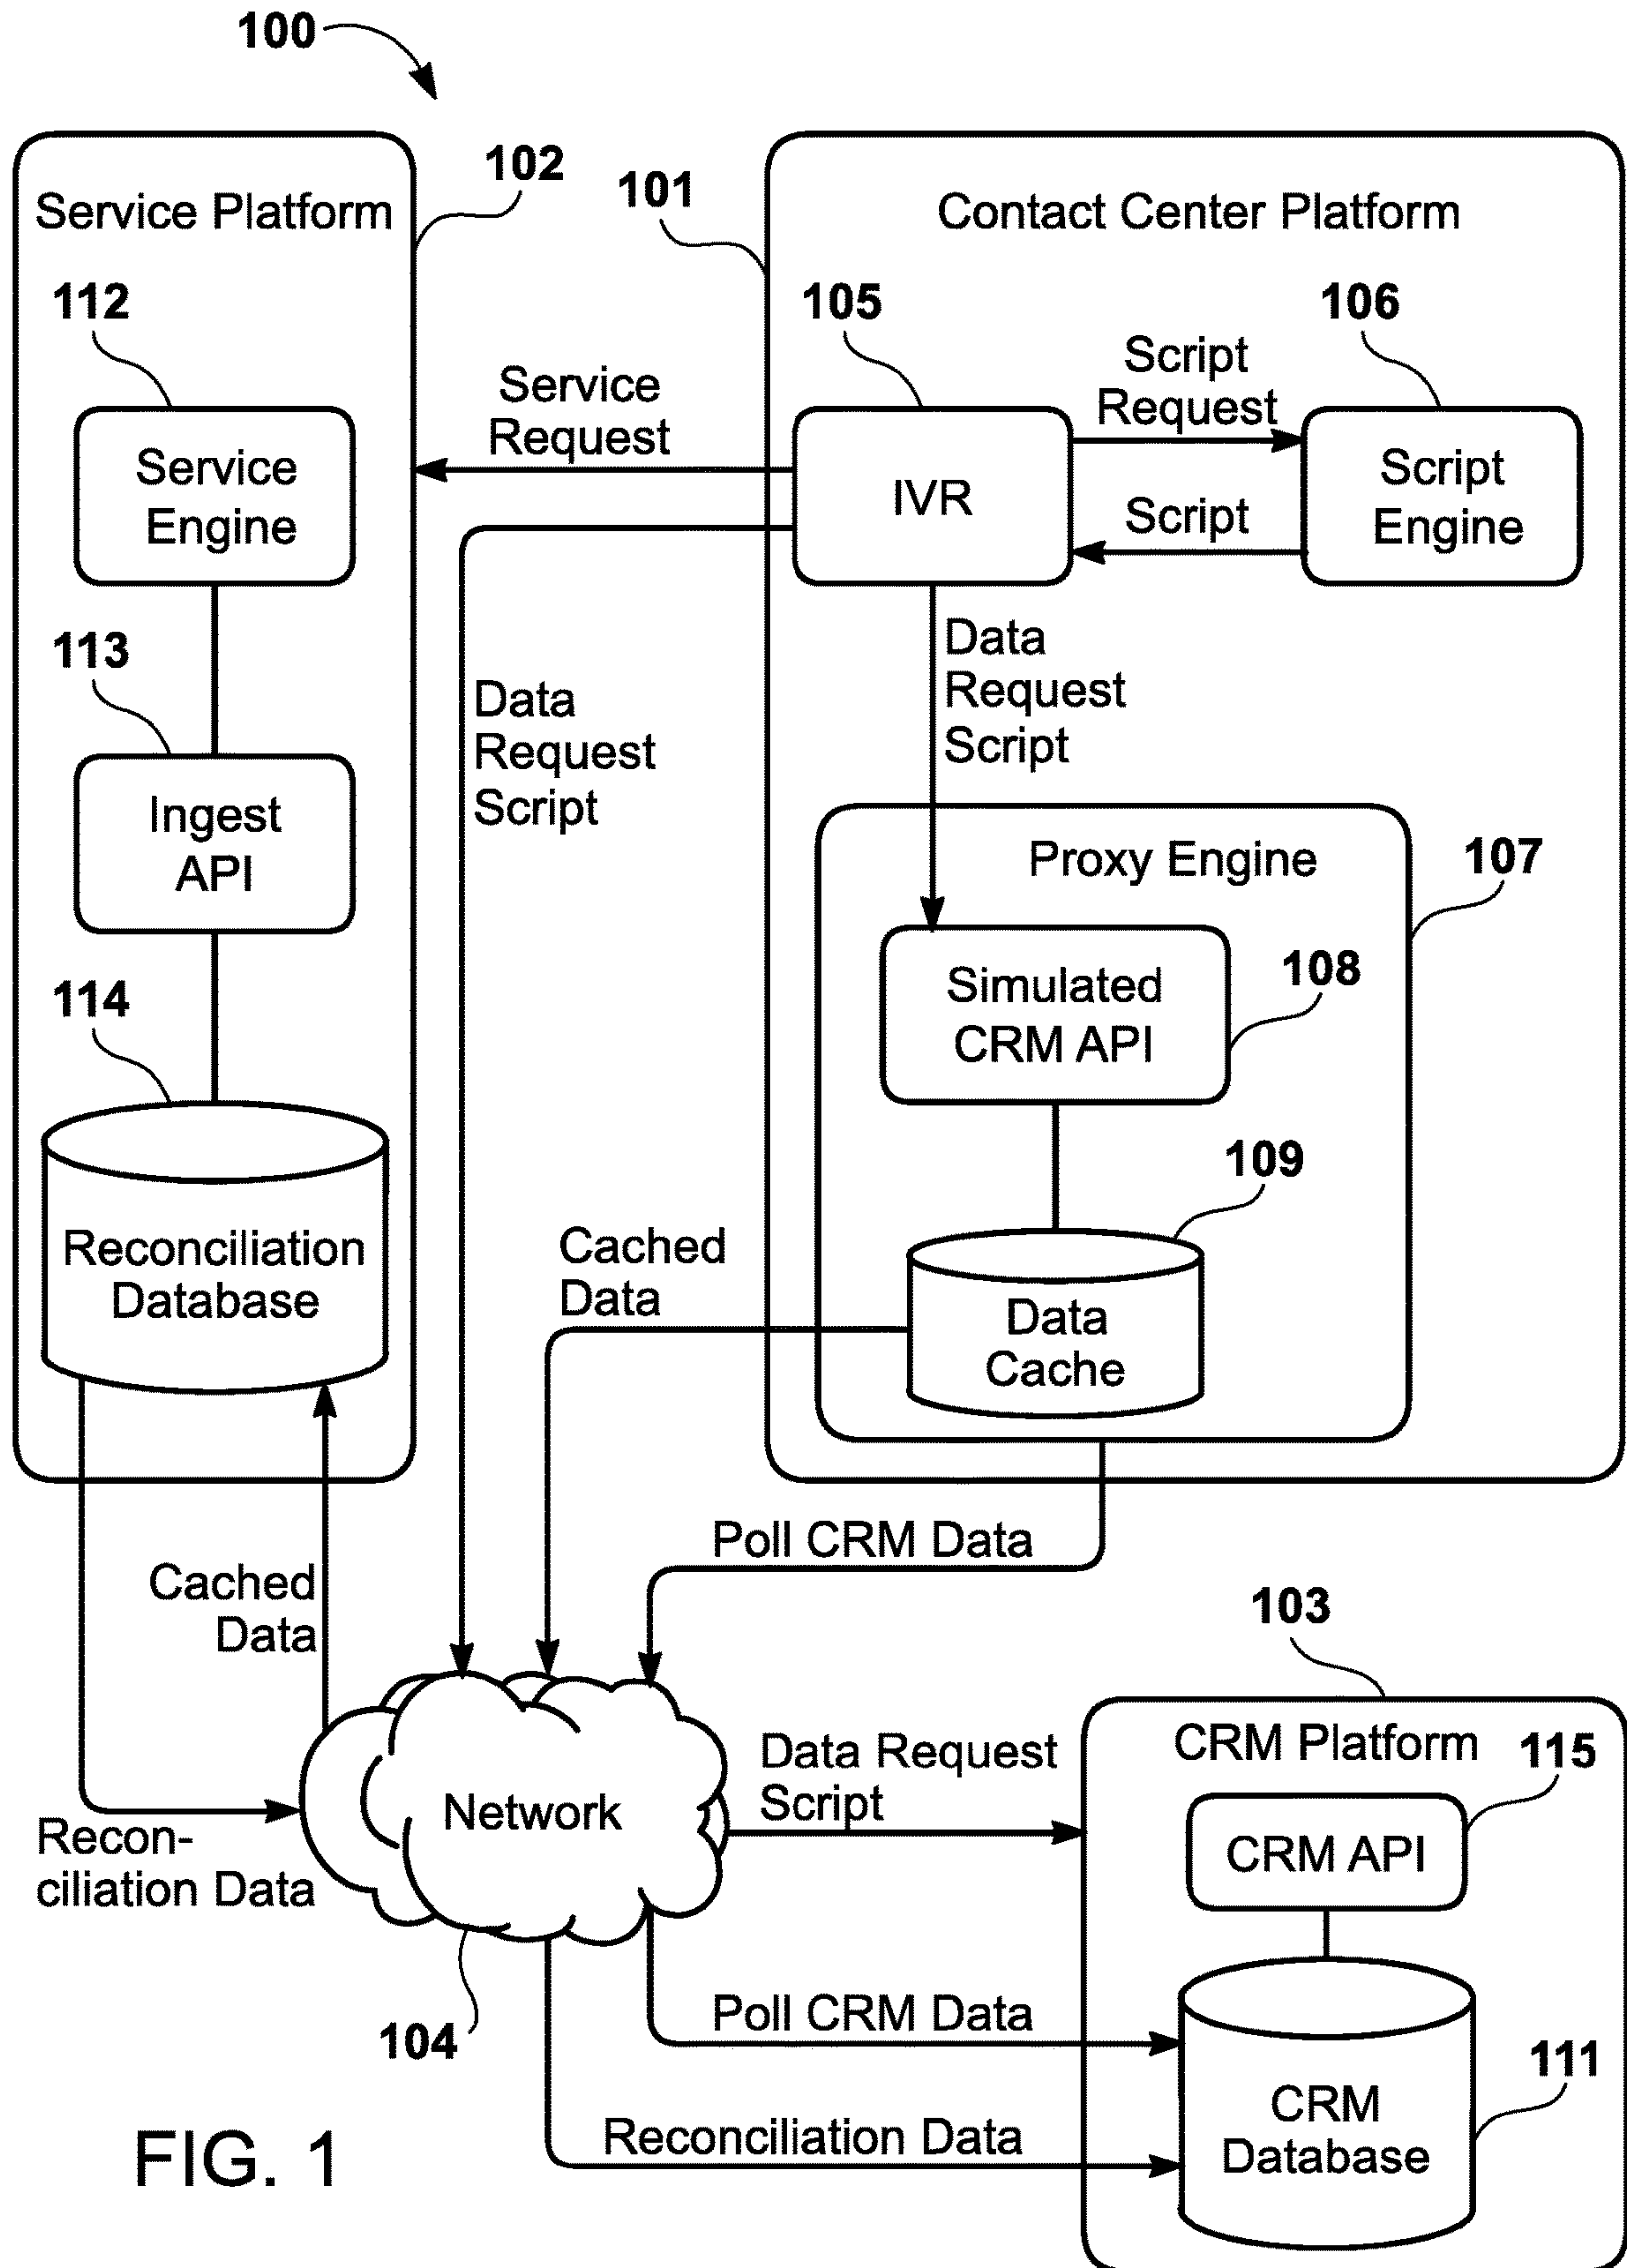 100
102
101
Service Platform
Contact Center Platform
112
105
106
Service
Request
Script
Request
Service
Engine
IVR
Script
Script
Engine
113
Data
Request
Script
Data
Request
Script
Ingest
API
Proxy Engine
107
114
Simulated
CRM API
108
109
Reconciliation
Database
Cached
Data
Data
Cache
Poll CRM Data
Cached
Data
103
CRM Platform
115
Data Request
Script
Network
CRM API
Recon-
ciliation Data
104
Poll CRM Data
111
CRM
Database
Reconciliation Data
FIG. 1